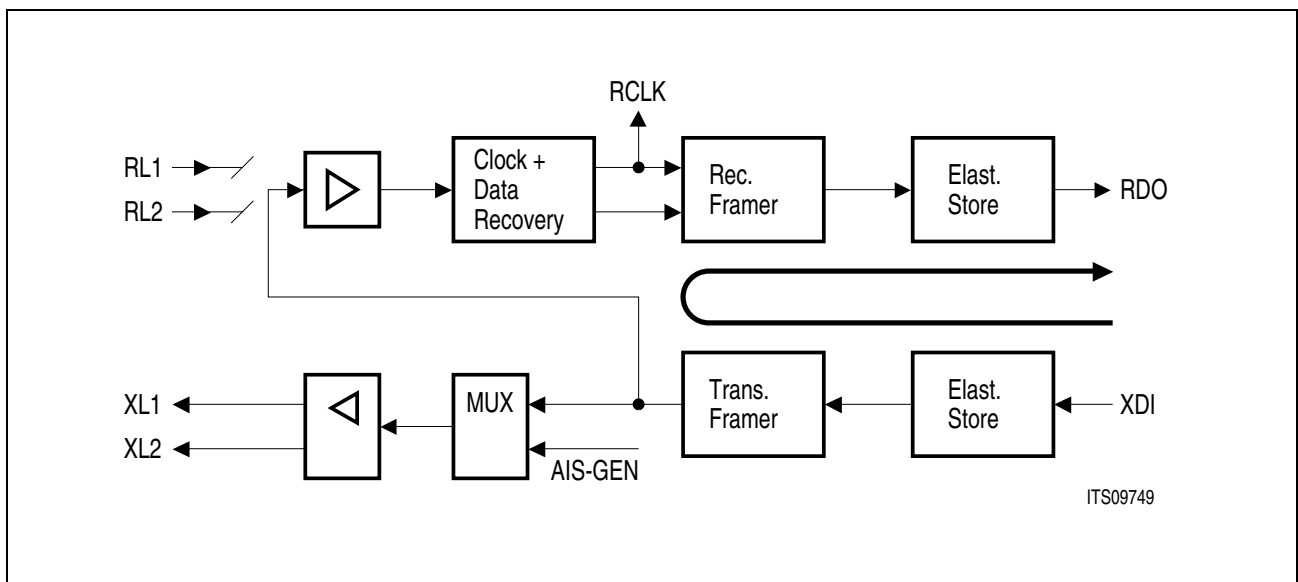 RCLK
RL1
RL2
Clock +
Data
Recovery
Rec.
Framer
Elast.
Store
RDO
XL1
XL2
MUX
AIS-GEN
Trans.
Framer
Elast.
Store
XDI
ITS09749